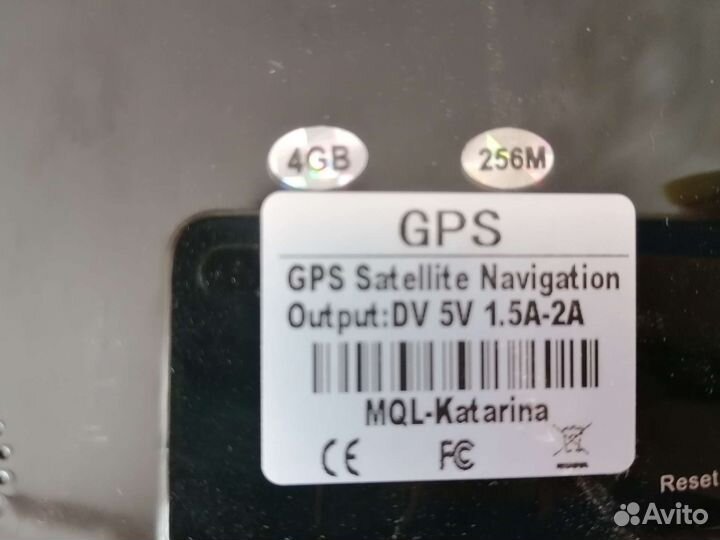 4GB
256M
GPS
GPS Satellite Navigation
Output:DV 5V 1.5A-2A
MQL-Katarina
CE FC
Reset
Avito